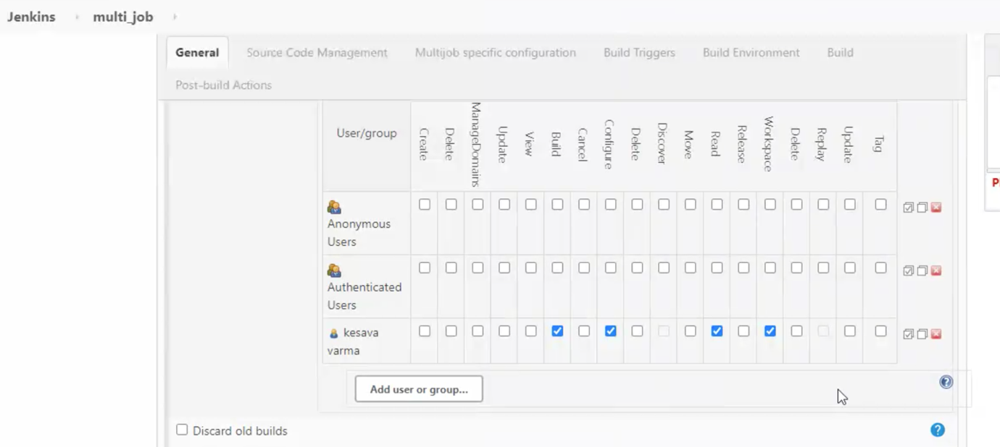 Jenkins multi_job
General Source Code Management Multijob specific configuration Build Triggers Build Environment Build
Post-build Actions
User/group Create Delete ManageDomains Update View Build Cancel Configure Delete Discover Move Read Release Workspace Delete Replay Update Tag
Anonymous
Users
Authenticated
Users
kesava
varma
Add user or group...
Discard old builds